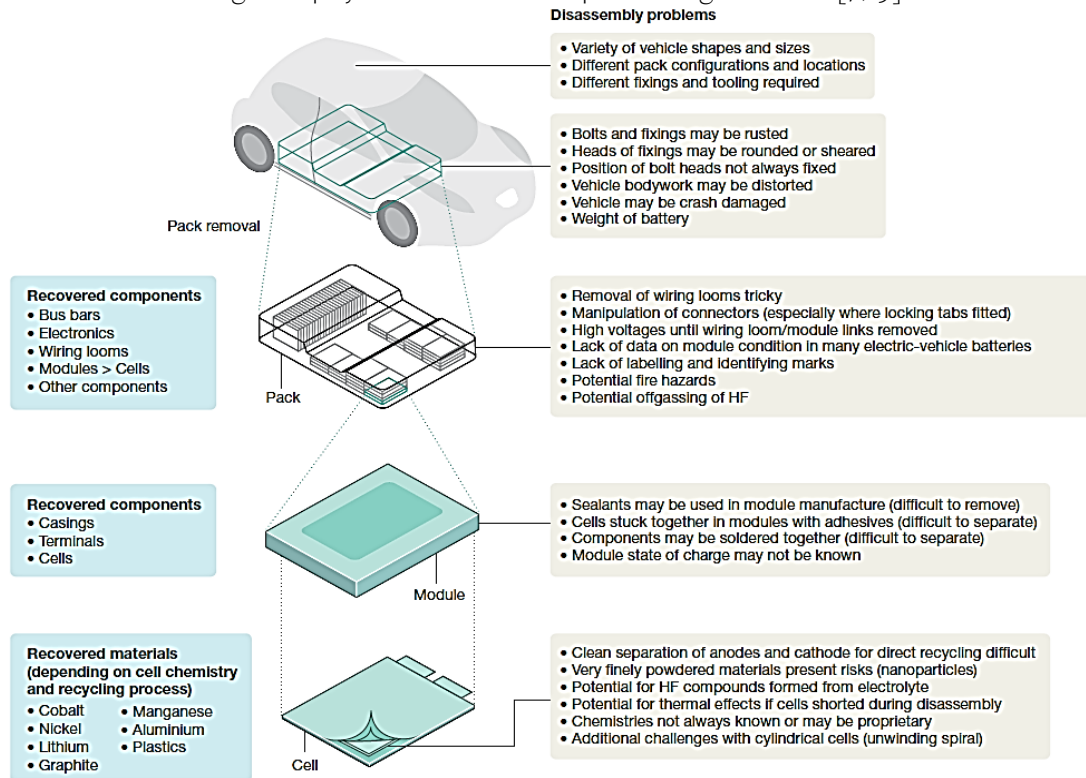 Disassembly problems
• Variety of vehicle shapes and sizes
• Different pack configurations and locations
• Different fixings and tooling required
• Bolts and fixings may be rusted
• Heads of fixings may be rounded or sheared
• Position of bolt heads not always fixed
• Vehicle bodywork may be distorted
• Vehicle may be crash damaged
• Weight of battery
Pack removal
Recovered components
• Bus bars
• Electronics
• Wiring looms
• Modules > Cells
• Other components
Pack
• Removal of wiring looms tricky
• Manipulation of connectors (especially where locking tabs fitted)
• High voltages until wiring loom/module links removed
• Lack of data on module condition in many electric-vehicle batteries
• Lack of labelling and identifying marks
• Potential fire hazards
• Potential offgassing of HF
Recovered components
• Casings
• Terminals
• Cells
Module
• Sealants may be used in module manufacture (difficult to remove)
• Cells stuck together in modules with adhesives (difficult to separate)
• Components may be soldered together (difficult to separate)
• Module state of charge may not be known
Recovered materials
(depending on cell chemistry
and recycling process)
• Cobalt • Manganese
• Nickel • Aluminium
• Lithium • Plastics
• Graphite
Cell
• Clean separation of anodes and cathode for direct recycling difficult
• Very finely powdered materials present risks (nanoparticles)
• Potential for HF compounds formed from electrolyte
• Potential for thermal effects if cells shorted during disassembly
• Chemistries not always known or may be proprietary
• Additional challenges with cylindrical cells (unwinding spiral)